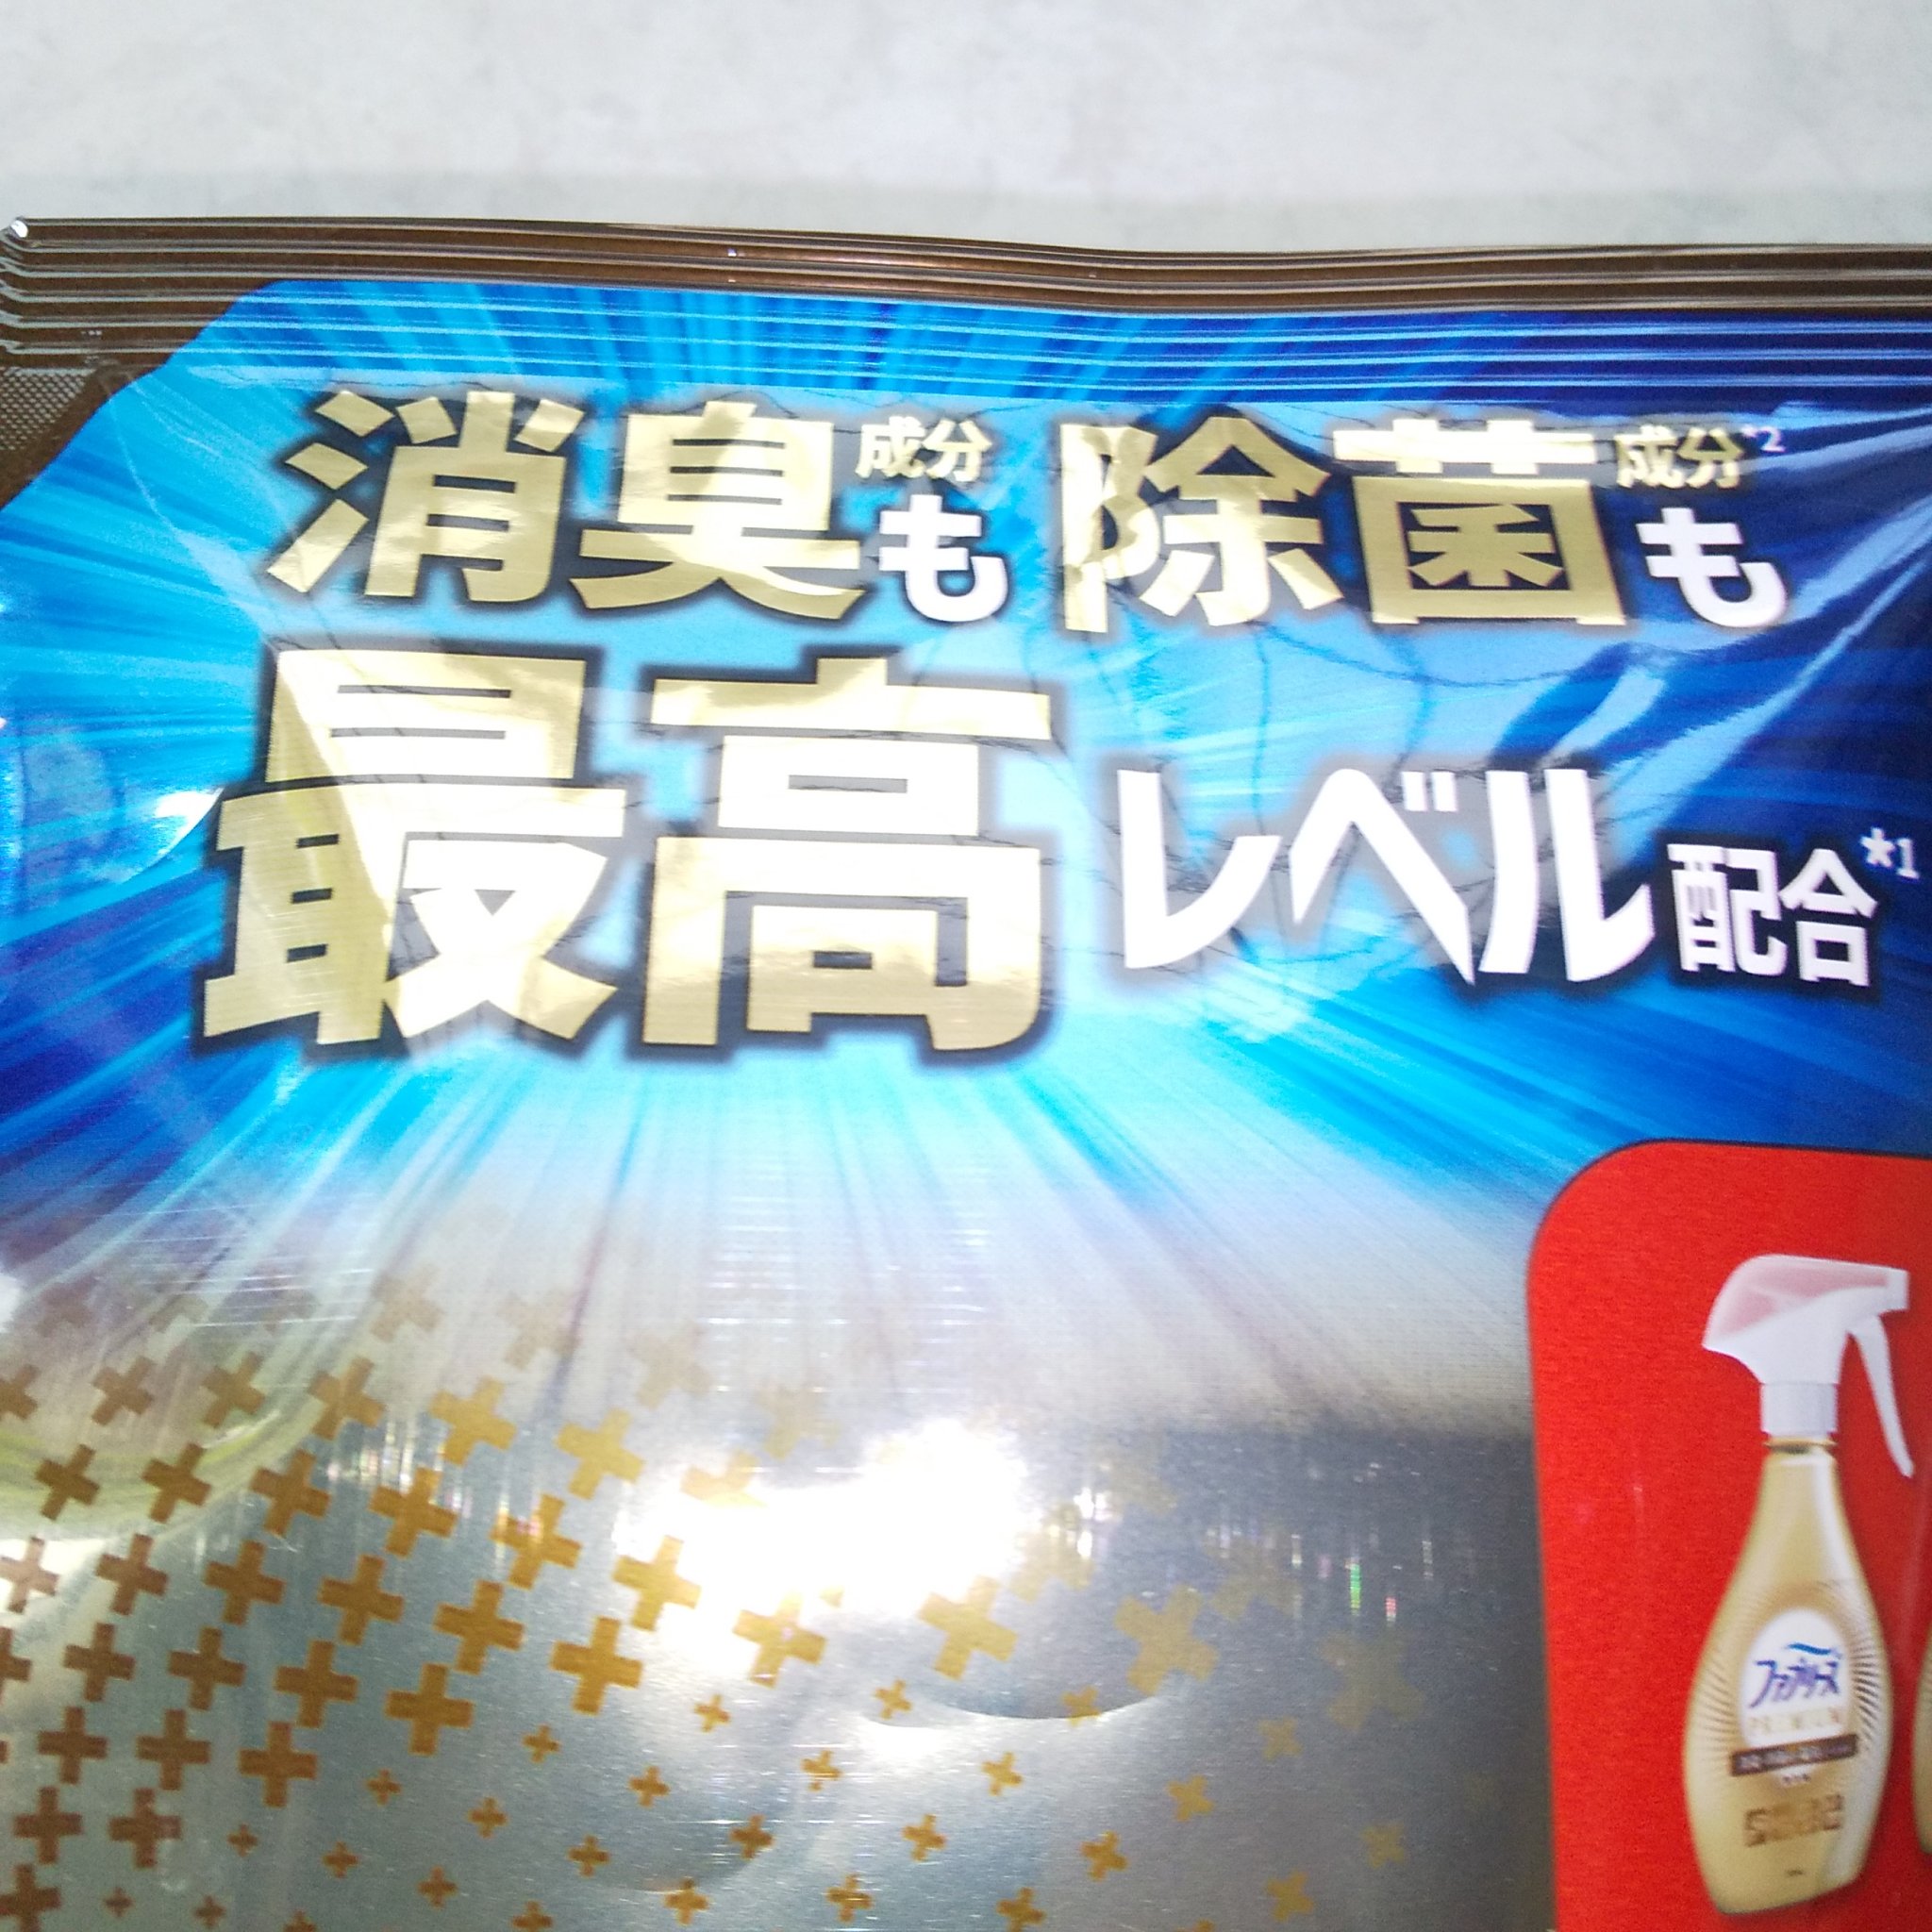 消臭成分も 除菌成分*2も
最高レベル配合*1
ファブリーズ
PREMIUM